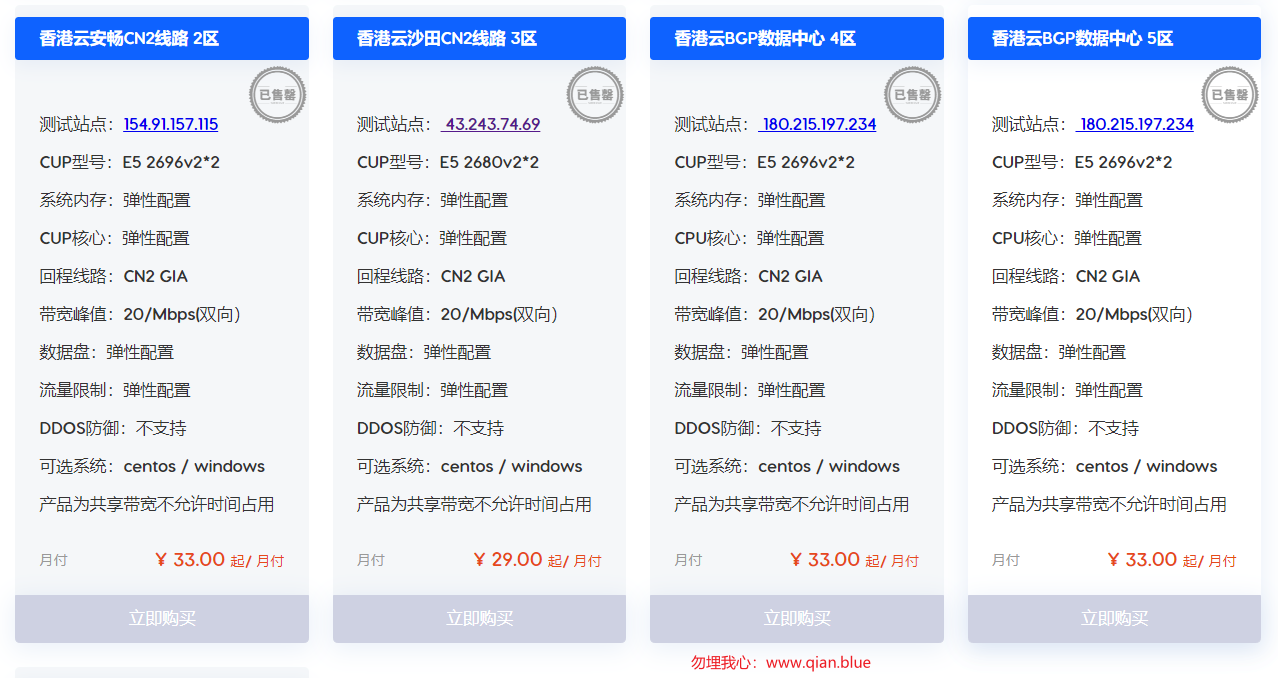 香港云安畅CN2线路 2区
已售罄
测试站点：154.91.157.115
CUP型号：E5 2696v2*2
系统内存：弹性配置
CUP核心：弹性配置
回程线路：CN2 GIA
带宽峰值：20/Mbps(双向)
数据盘：弹性配置
流量限制：弹性配置
DDOS防御：不支持
可选系统：centos / windows
产品为共享带宽不允许时间占用
月付 ¥ 33.00 起/ 月付
立即购买
香港云沙田CN2线路 3区
已售罄
测试站点： 43.243.74.69
CUP型号：E5 2680v2*2
系统内存：弹性配置
CUP核心：弹性配置
回程线路：CN2 GIA
带宽峰值：20/Mbps(双向)
数据盘：弹性配置
流量限制：弹性配置
DDOS防御：不支持
可选系统：centos / windows
产品为共享带宽不允许时间占用
月付 ¥ 29.00 起/ 月付
立即购买
香港云BGP数据中心 4区
已售罄
测试站点： 180.215.197.234
CUP型号：E5 2696v2*2
系统内存：弹性配置
CPU核心：弹性配置
回程线路：CN2 GIA
带宽峰值：20/Mbps(双向)
数据盘：弹性配置
流量限制：弹性配置
DDOS防御：不支持
可选系统：centos / windows
产品为共享带宽不允许时间占用
月付 ¥ 33.00 起/ 月付
立即购买
香港云BGP数据中心 5区
已售罄
测试站点： 180.215.197.234
CUP型号：E5 2696v2*2
系统内存：弹性配置
CPU核心：弹性配置
回程线路：CN2 GIA
带宽峰值：20/Mbps(双向)
数据盘：弹性配置
流量限制：弹性配置
DDOS防御：不支持
可选系统：centos / windows
产品为共享带宽不允许时间占用
月付 ¥ 33.00 起/ 月付
立即购买
勿埋我心：www.qian.blue